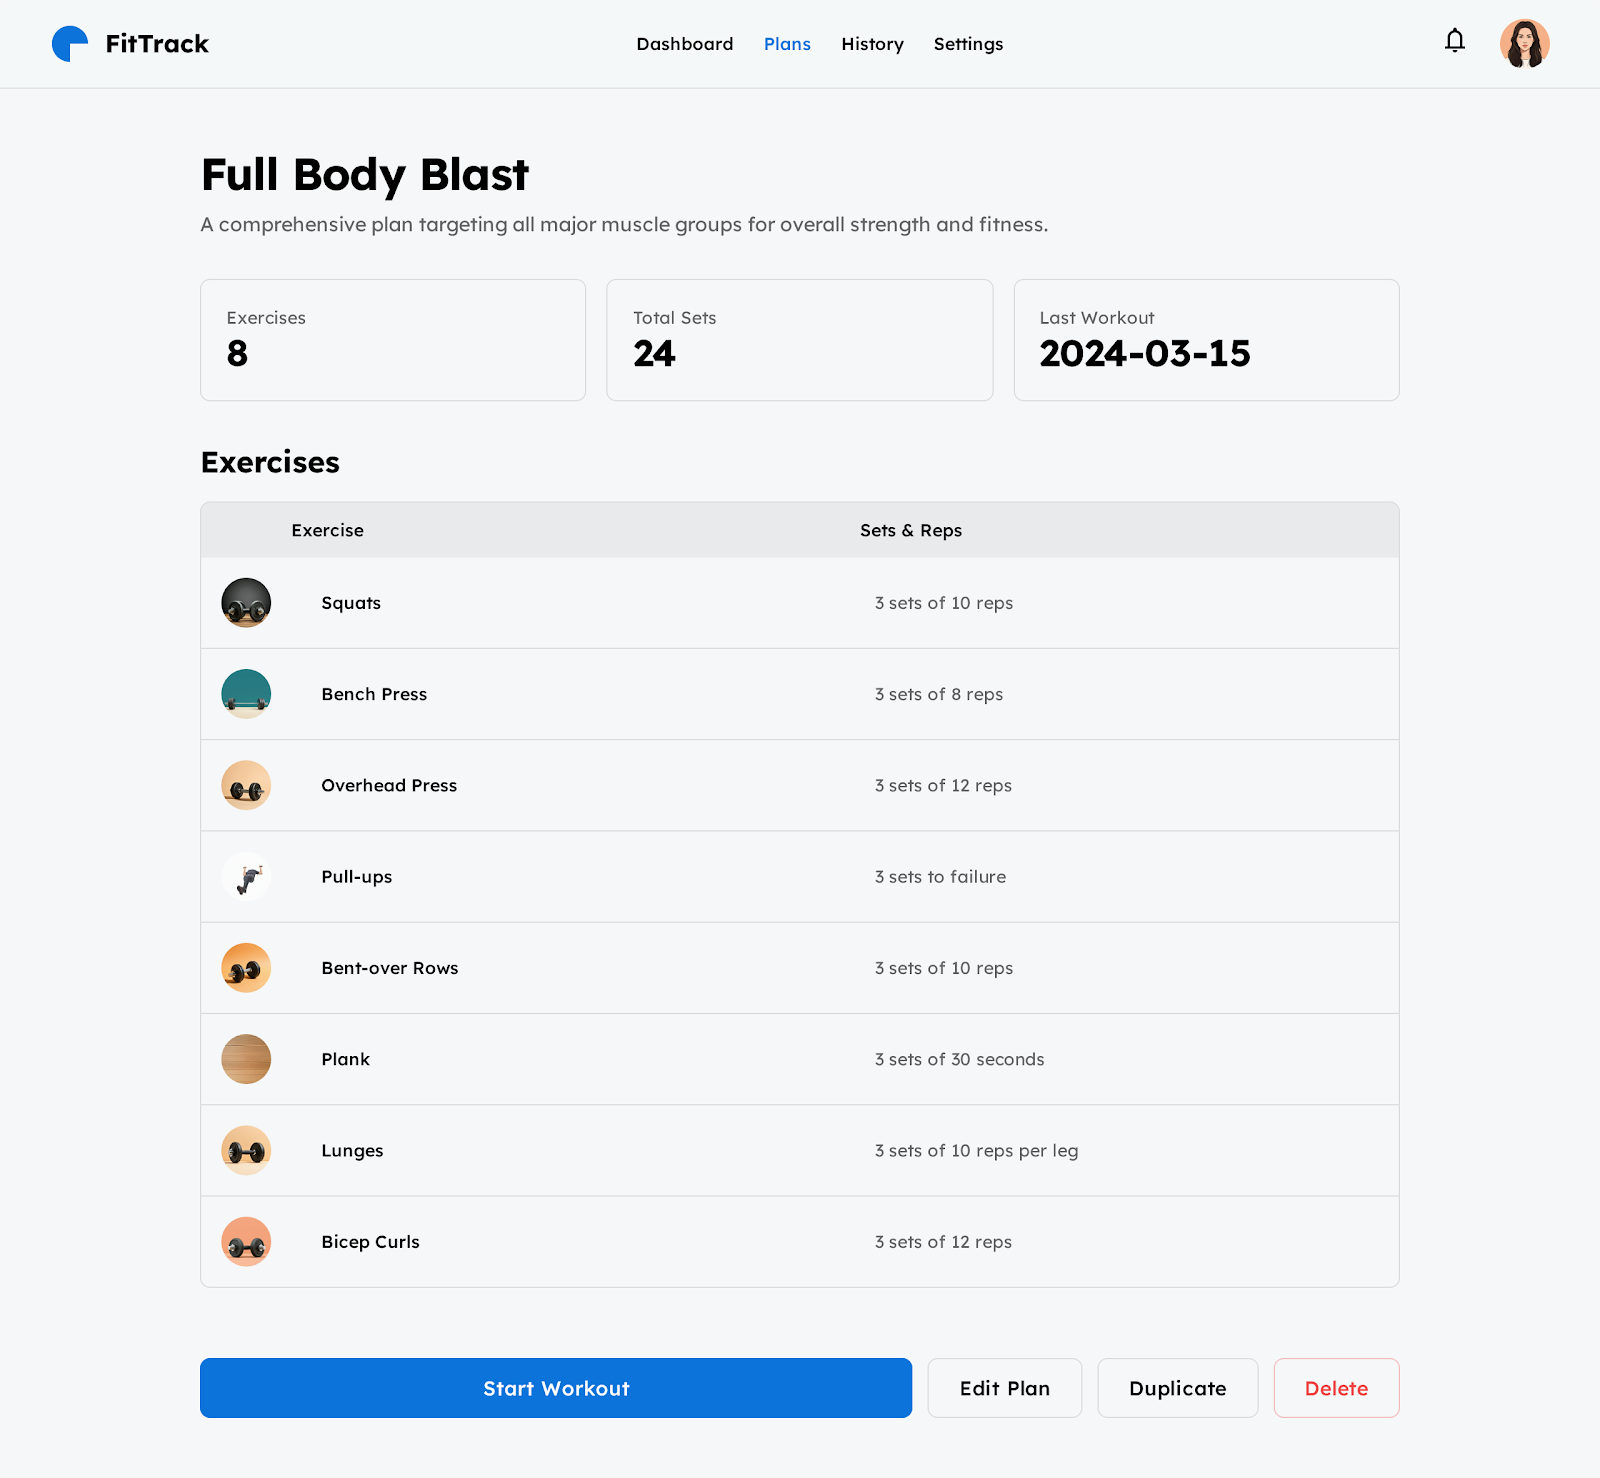 FitTrack
Dashboard Plans History Settings
Full Body Blast
A comprehensive plan targeting all major muscle groups for overall strength and fitness.
Exercises
8
Total Sets
24
Last Workout
2024-03-15
Exercises
Exercise Sets & Reps
Squats 3 sets of 10 reps
Bench Press 3 sets of 8 reps
Overhead Press 3 sets of 12 reps
Pull-ups 3 sets to failure
Bent-over Rows 3 sets of 10 reps
Plank 3 sets of 30 seconds
Lunges 3 sets of 10 reps per leg
Bicep Curls 3 sets of 12 reps
Start Workout Edit Plan Duplicate Delete